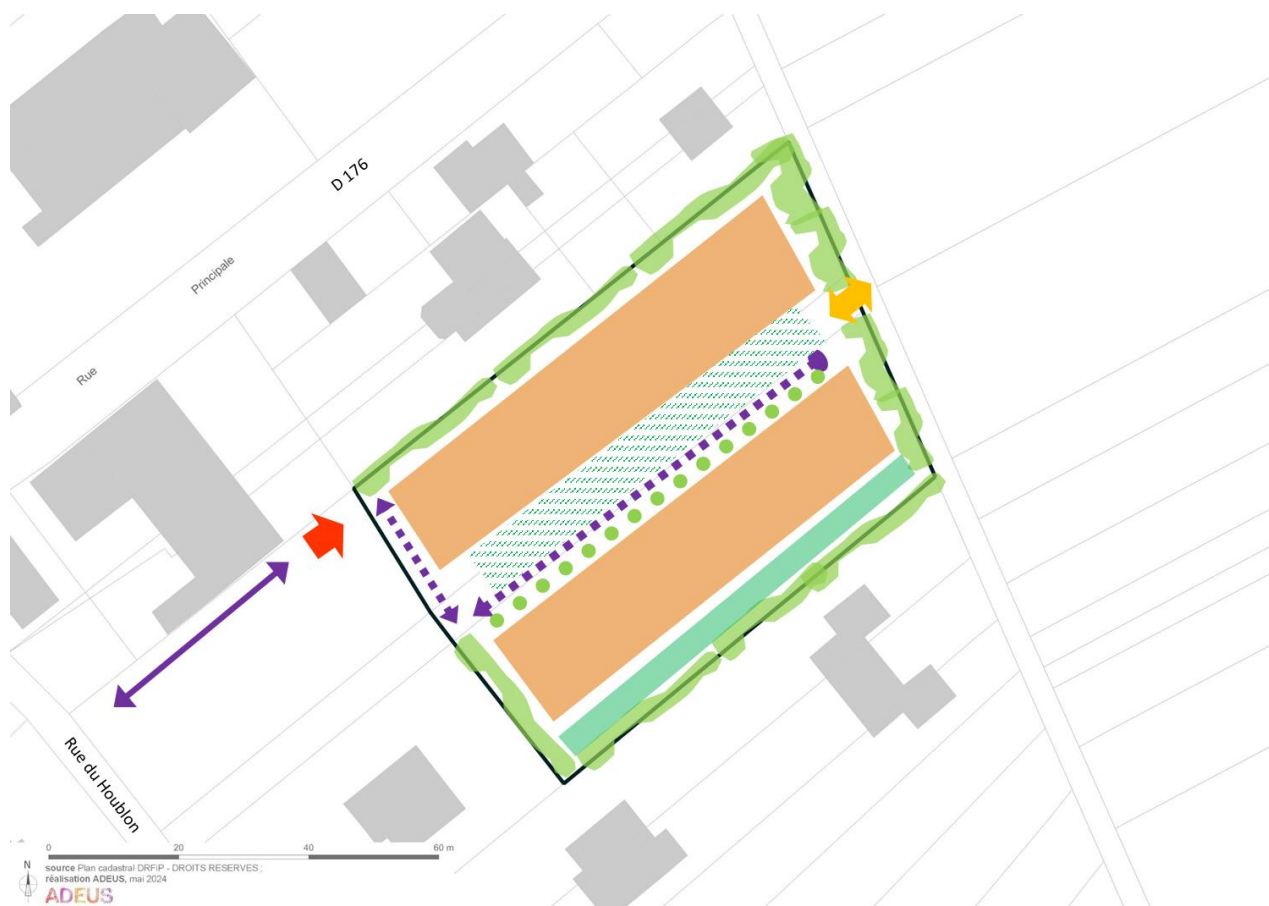 D 176
Principale
Rue
Rue du Houblon
0 20 40 60 m
N
source Plan cadastral DRFiP - DROITS RESERVES ;
réalisation ADEUS, mai 2024
ADEUS